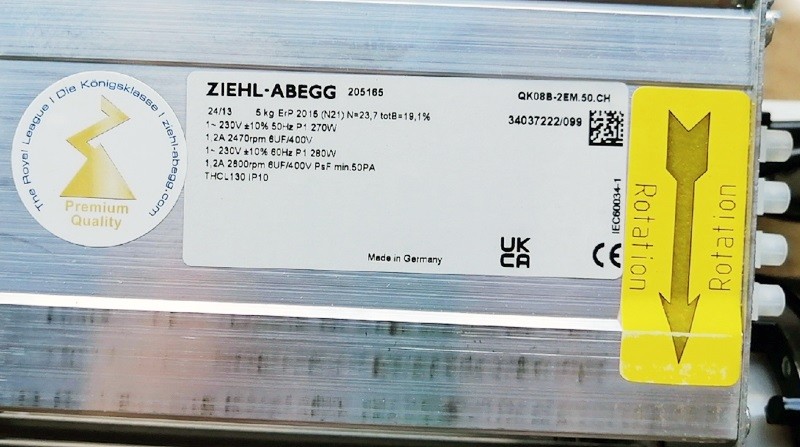 The Royal League | Die Königsklasse | ziehl-abegg.com
Premium
Quality
ZIEHL-ABEGG 205165
QK08B-2EM.50.CH
24/13 5 kg ErP 2015 (N21) N=23,7 totB=19,1%
34037222/099
1~ 230V ±10% 50Hz P1 270W
1,2A 2470rpm 6UF/400V
1~ 230V ±10% 60Hz P1 280W
1,2A 2800rpm 6UF/400V PsF min.50PA
THCL130 IP10
IEC60034-1
Made in Germany
UK
CA
CE
Rotation
Rotation